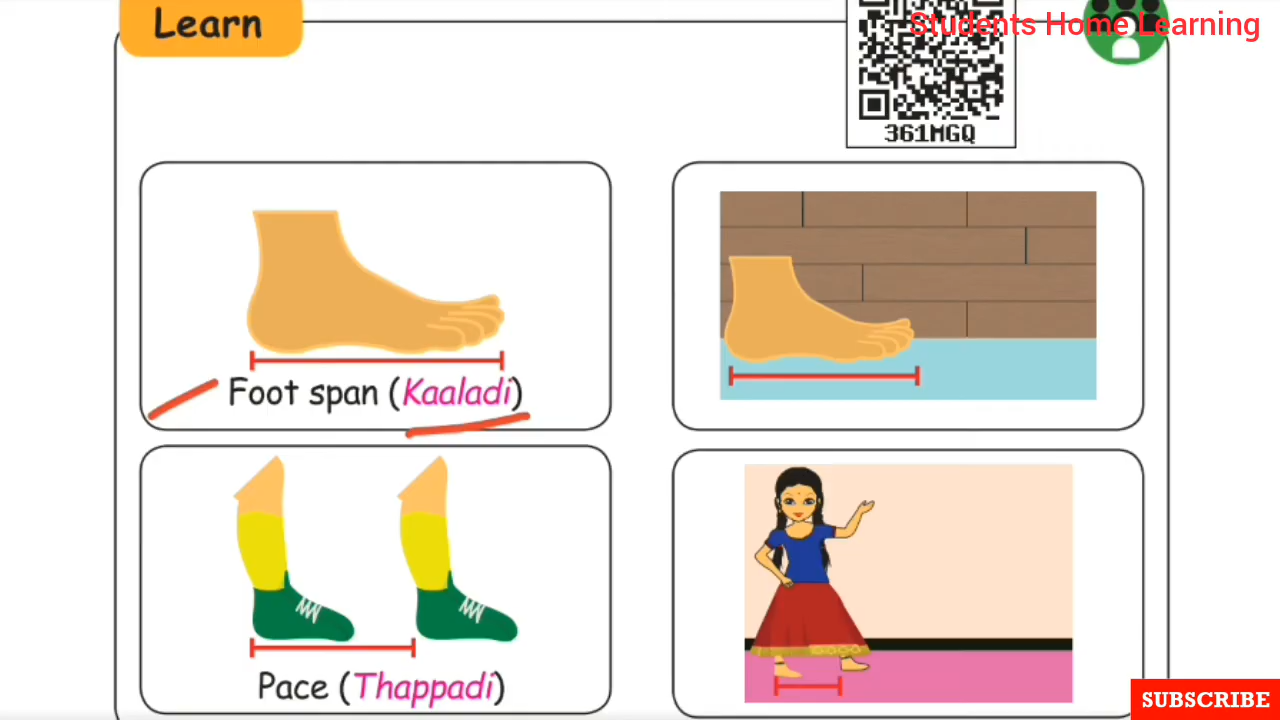 Learn
Students Home Learning
361MGQ
Foot span (Kaaladi)
Pace (Thappadi)
SUBSCRIBE